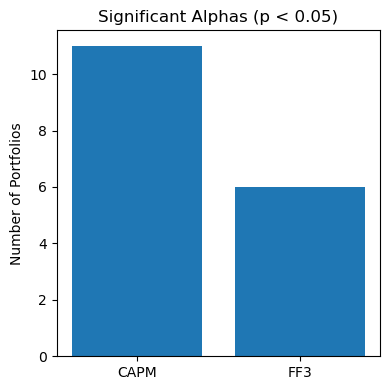 Significant Alphas (p < 0.05)
Number of Portfolios
10
8
6
4
2
0
CAPM
FF3